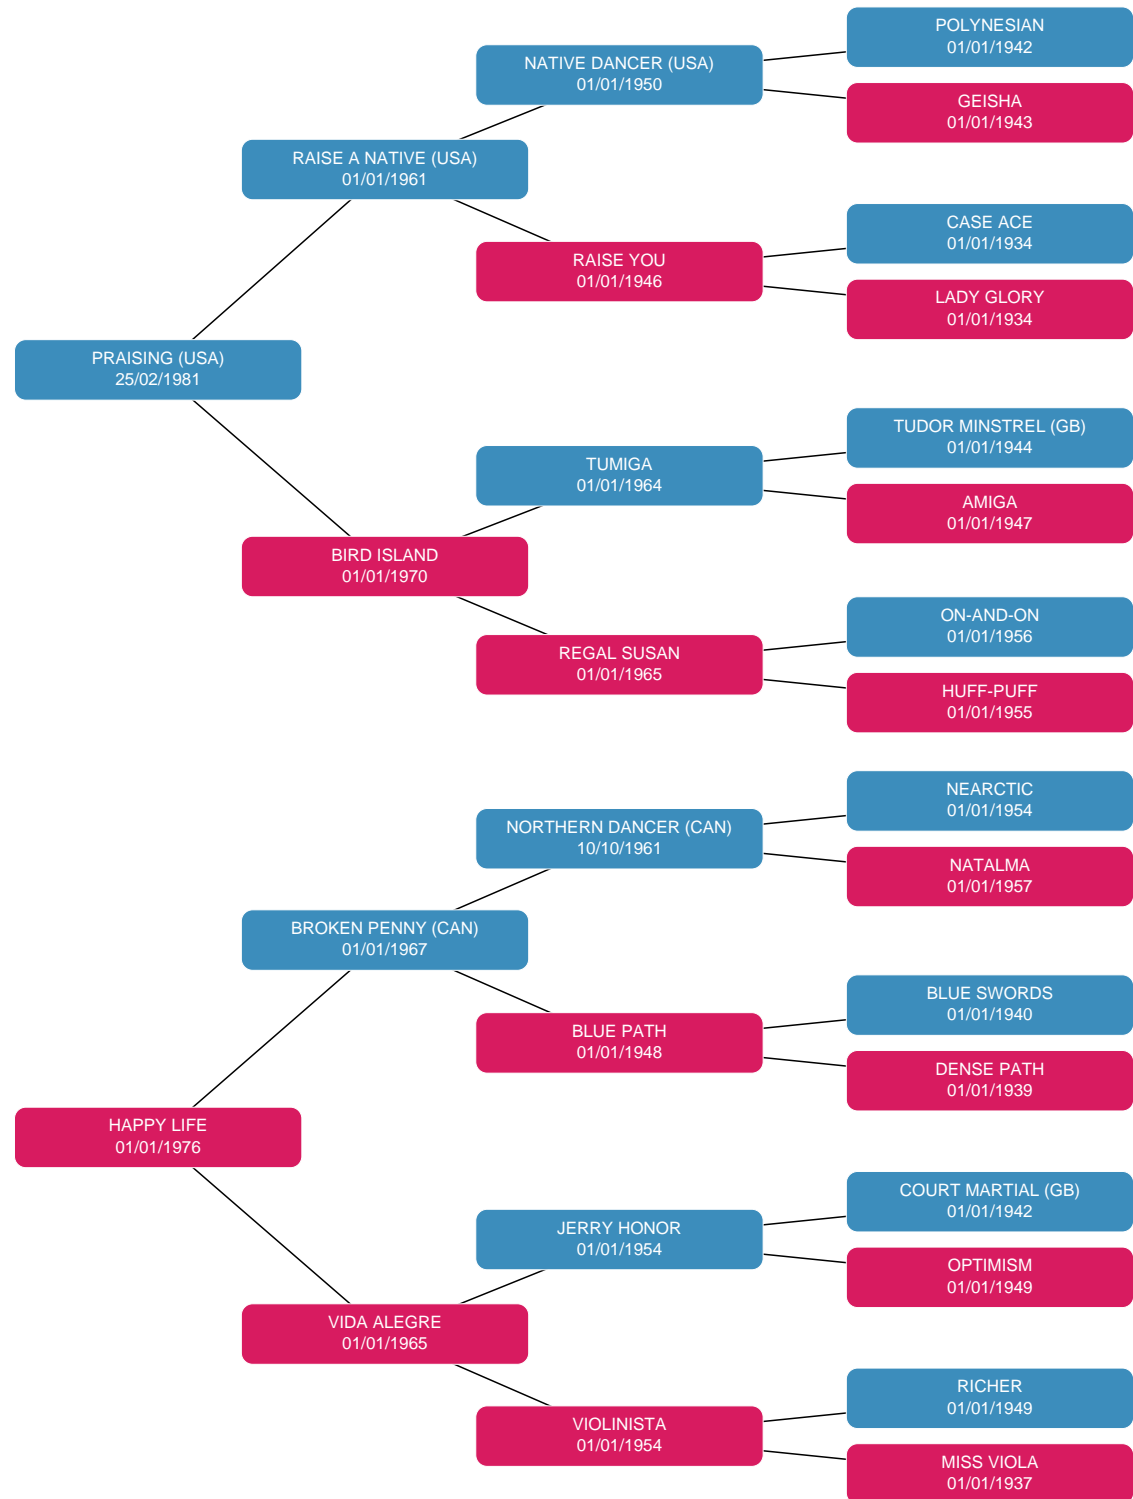 POLYNESIAN
01/01/1942
NATIVE DANCER (USA)
01/01/1950
GEISHA
01/01/1943
RAISE A NATIVE (USA)
01/01/1961
CASE ACE
01/01/1934
RAISE YOU
01/01/1946
LADY GLORY
01/01/1934
PRAISING (USA)
25/02/1981
TUDOR MINSTREL (GB)
01/01/1944
TUMIGA
01/01/1964
AMIGA
01/01/1947
BIRD ISLAND
01/01/1970
ON-AND-ON
01/01/1956
REGAL SUSAN
01/01/1965
HUFF-PUFF
01/01/1955
NEARCTIC
01/01/1954
NORTHERN DANCER (CAN)
10/10/1961
NATALMA
01/01/1957
BROKEN PENNY (CAN)
01/01/1967
BLUE SWORDS
01/01/1940
BLUE PATH
01/01/1948
DENSE PATH
01/01/1939
HAPPY LIFE
01/01/1976
COURT MARTIAL (GB)
01/01/1942
JERRY HONOR
01/01/1954
OPTIMISM
01/01/1949
VIDA ALEGRE
01/01/1965
RICHER
01/01/1949
VIOLINISTA
01/01/1954
MISS VIOLA
01/01/1937